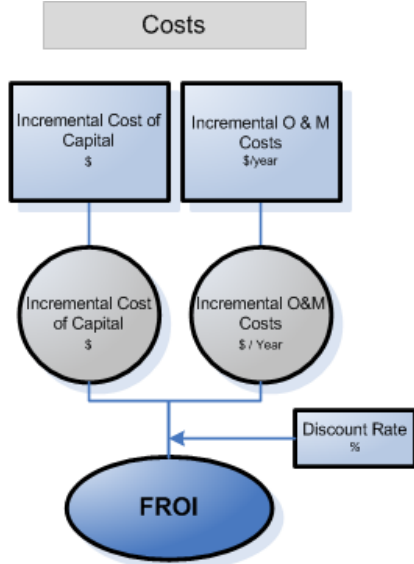 Costs
Incremental Cost of
Capital
$
Incremental O & M
Costs
$/year
Incremental Cost
of Capital
$
Incremental O&M
Costs
$ / Year
Discount Rate
%
FROI